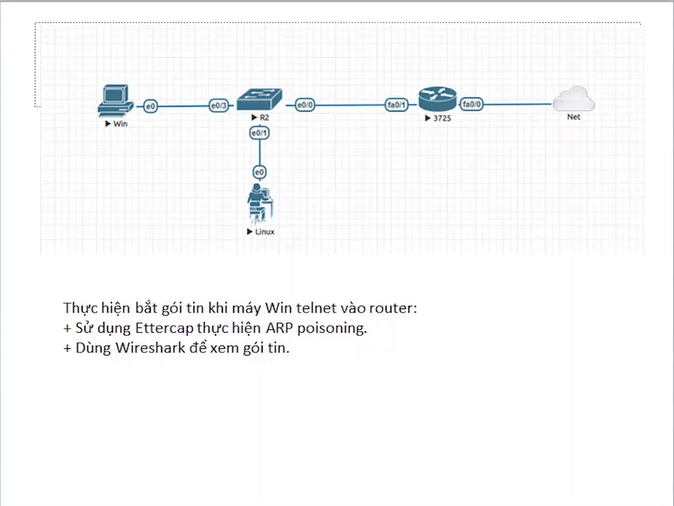 e0
e0/3
e0/0
fa0/1
fa0/0
Win
R2
3725
Net
e0/1
e0
Linux
Thực hiện bắt gói tin khi máy Win telnet vào router:
+ Sử dụng Ettercap thực hiện ARP poisoning.
+ Dùng Wireshark để xem gói tin.